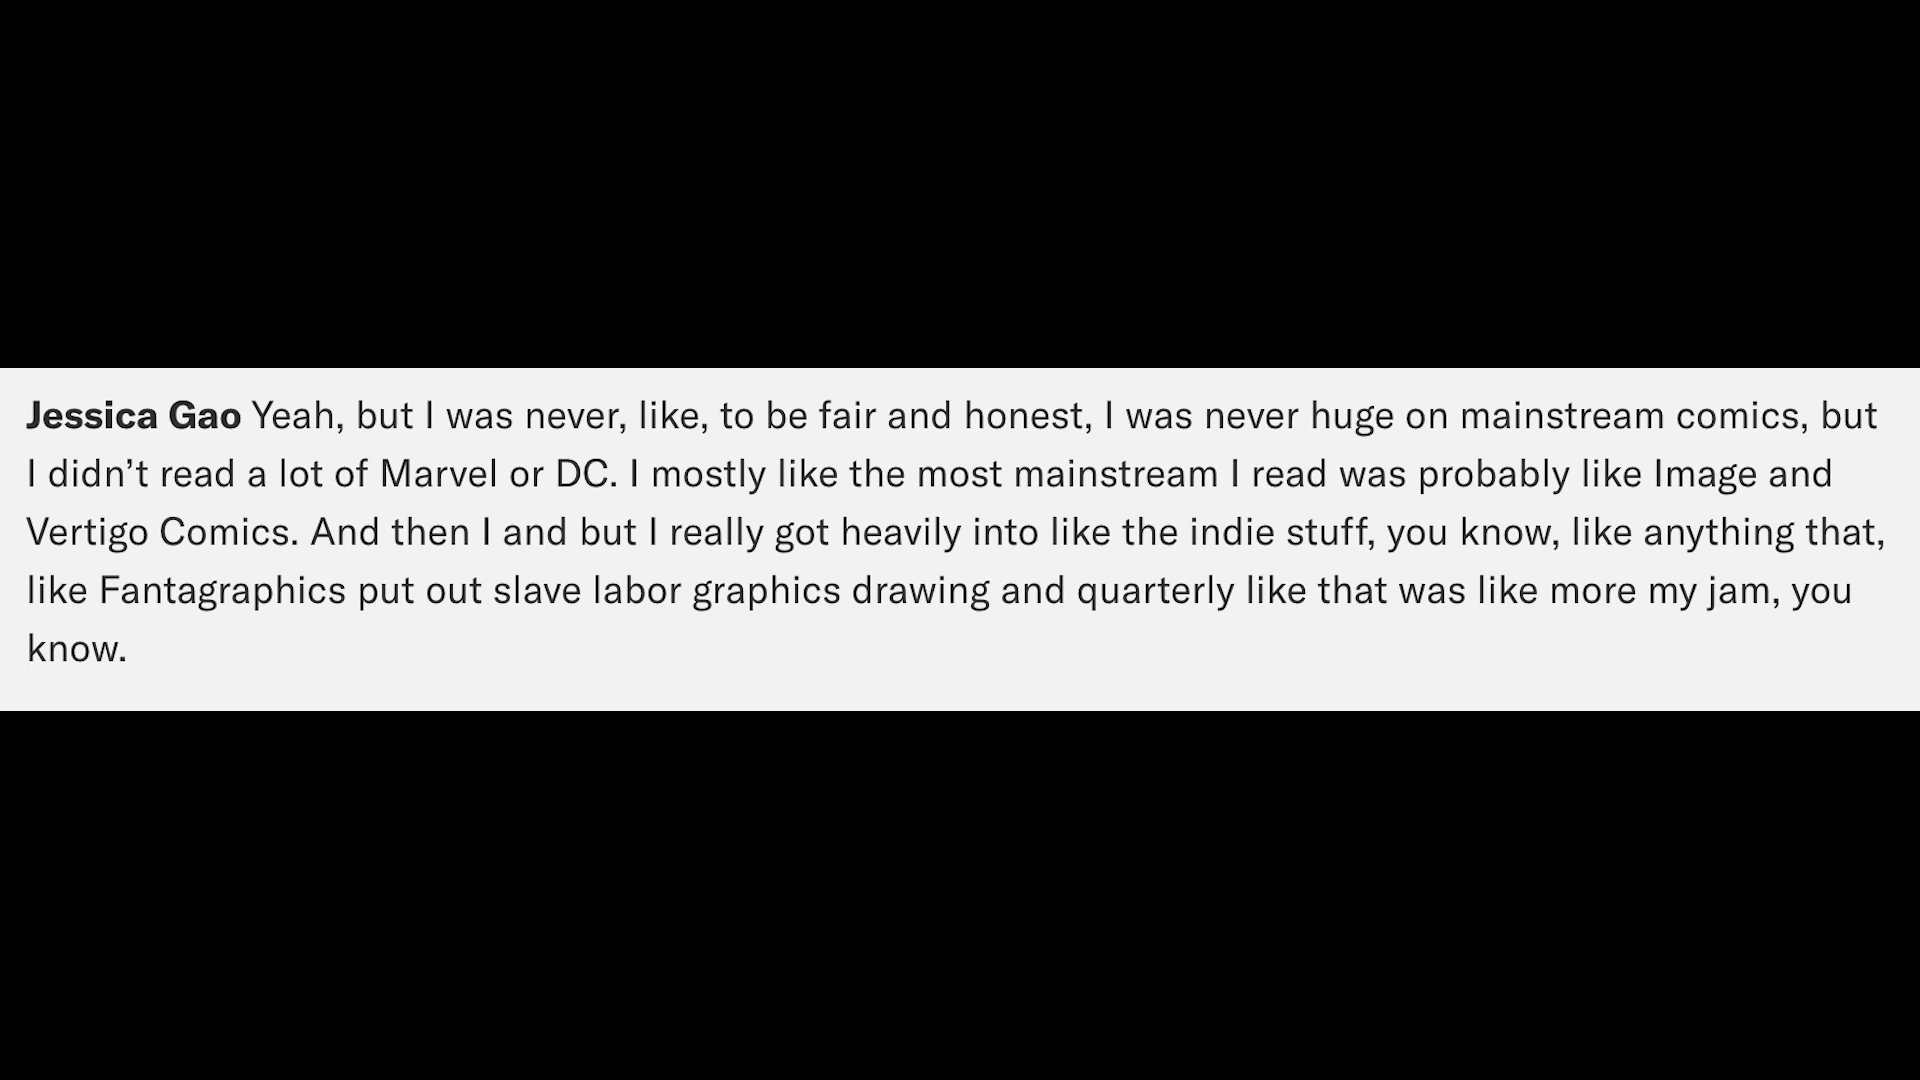 Jessica Gao Yeah, but I was never, like, to be fair and honest, I was never huge on mainstream comics, but
I didn’t read a lot of Marvel or DC. I mostly like the most mainstream I read was probably like Image and
Vertigo Comics. And then I and but I really got heavily into like the indie stuff, you know, like anything that,
like Fantagraphics put out slave labor graphics drawing and quarterly like that was like more my jam, you
know.